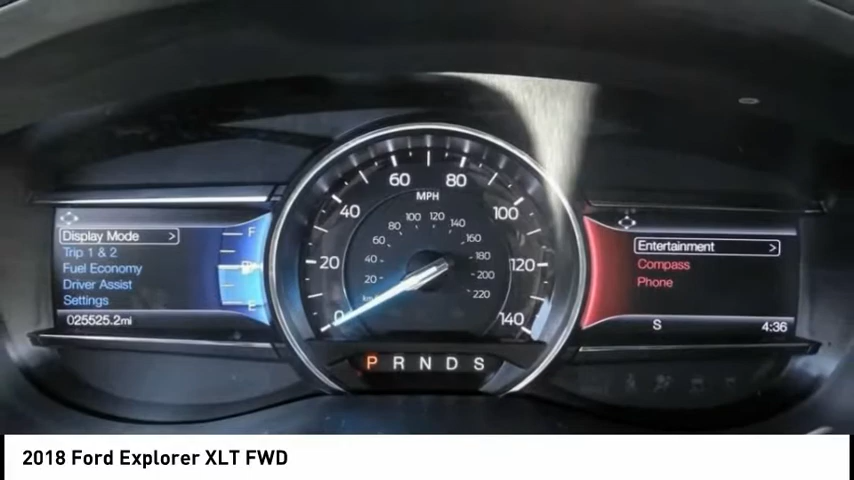 Display Mode >
Trip 1 & 2
Fuel Economy
Driver Assist
Settings
025525.2mi
F
E
MPH
0 20 40 60 80 100 120 140
km/h
20 40 60 80 100 120 140 160 180 200 220
P R N D S
Entertainment >
Compass
Phone
S
4:36
2018 Ford Explorer XLT FWD